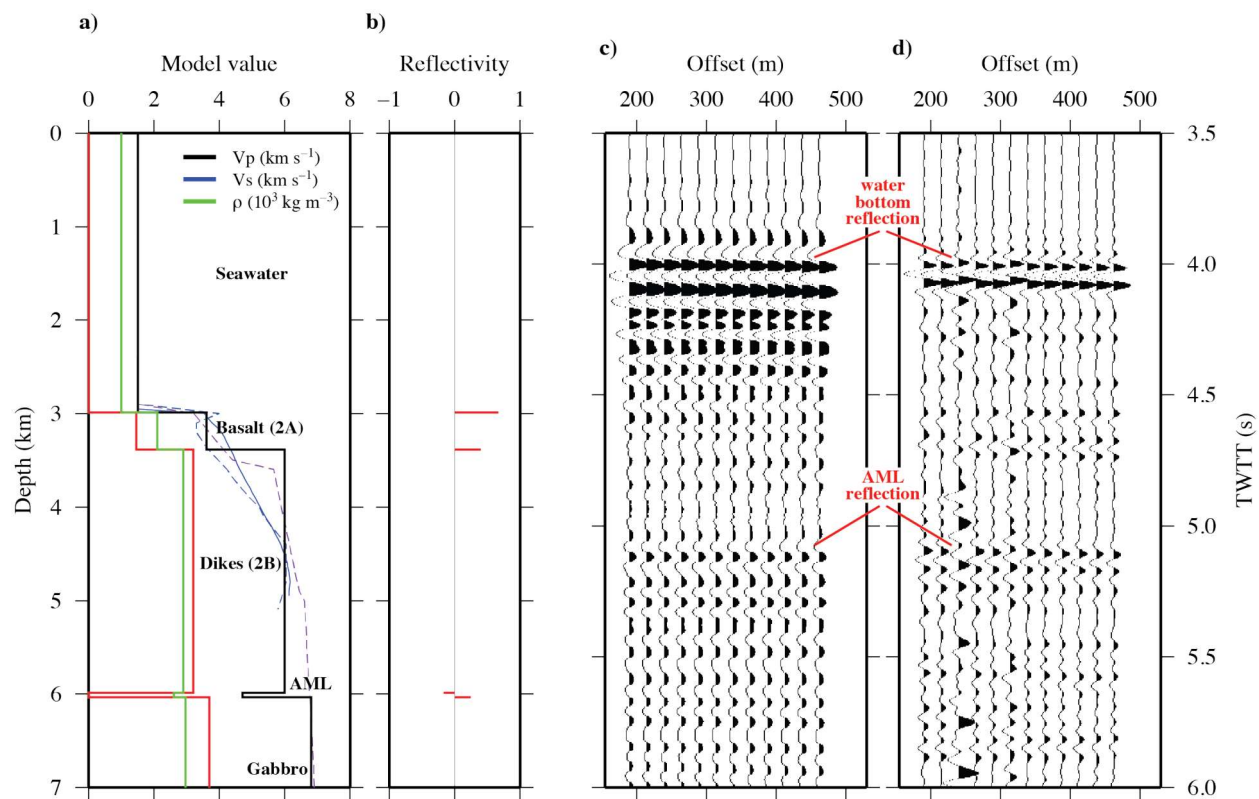 a)
b)
c)
d)
Model value
Reflectivity
Offset (m)
Offset (m)
0 2 4 6 8
−1 0 1
200 300 400 500
200 300 400 500
Depth (km)
0
1
2
3
4
5
6
7
Vp (km s⁻¹)
Vs (km s⁻¹)
ρ (10³ kg m⁻³)
Seawater
Basalt (2A)
Dikes (2B)
AML
Gabbro
water
bottom
reflection
AML
reflection
3.5
4.0
4.5
5.0
5.5
6.0
TWTT (s)